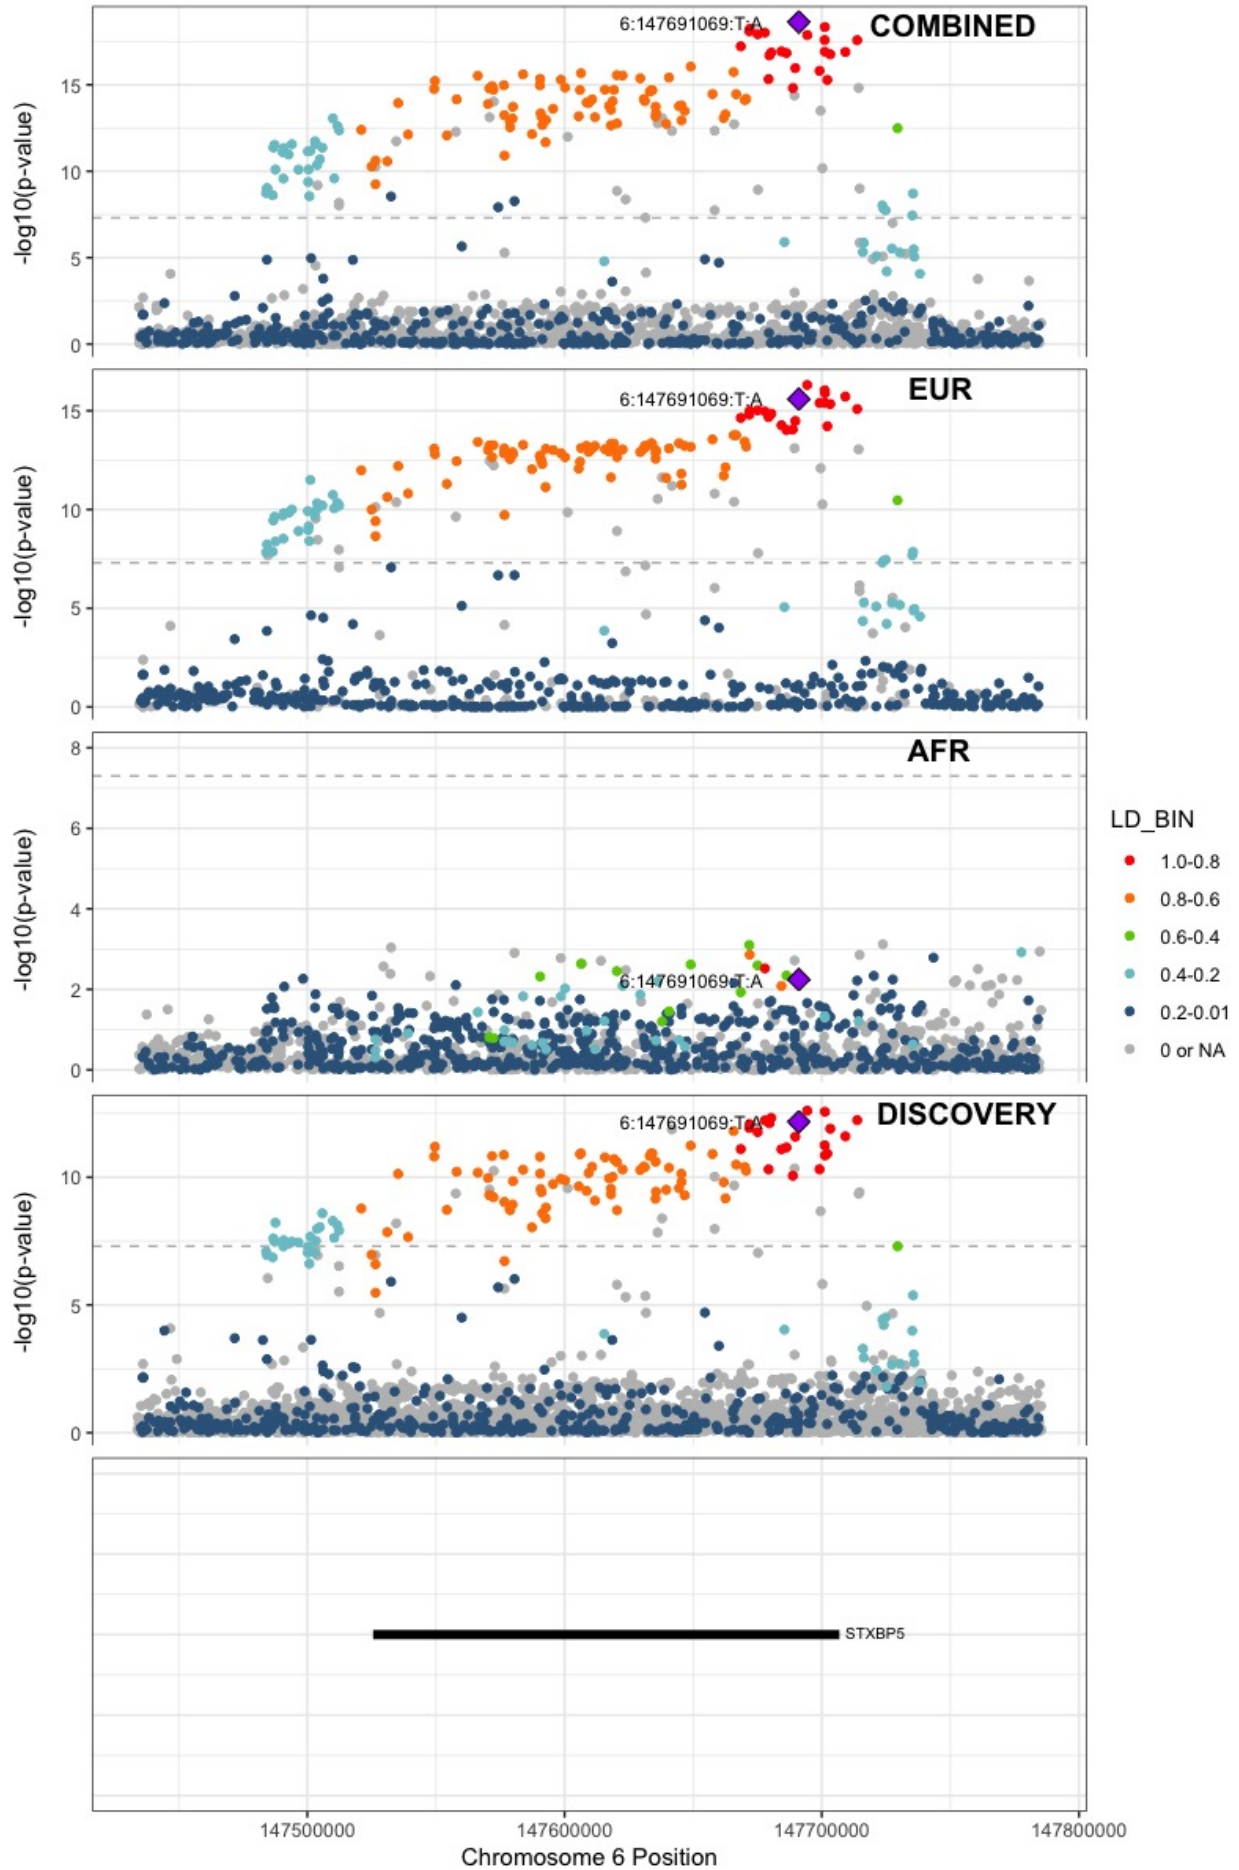 6:147691069:T:A
COMBINED
15
10
5
0
-log10(p-value)
6:147691069:T:A
EUR
15
10
5
0
-log10(p-value)
AFR
8
6
4
2
0
-log10(p-value)
6:147691069:T:A
LD_BIN
1.0-0.8
0.8-0.6
0.6-0.4
0.4-0.2
0.2-0.01
0 or NA
6:147691069:T:A
DISCOVERY
10
5
0
-log10(p-value)
STXBP5
147500000 147600000 147700000 147800000
Chromosome 6 Position